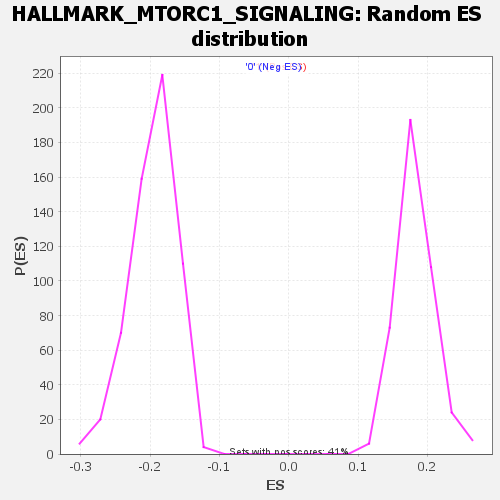 HALLMARK_MTORC1_SIGNALING: Random ES
distribution
'0' (Neg ES)
220
200
180
160
140
120
100
80
60
40
20
0
P(ES)
Sets with pos scores: 41%
-0.3 -0.2 -0.1 0.0 0.1 0.2
ES